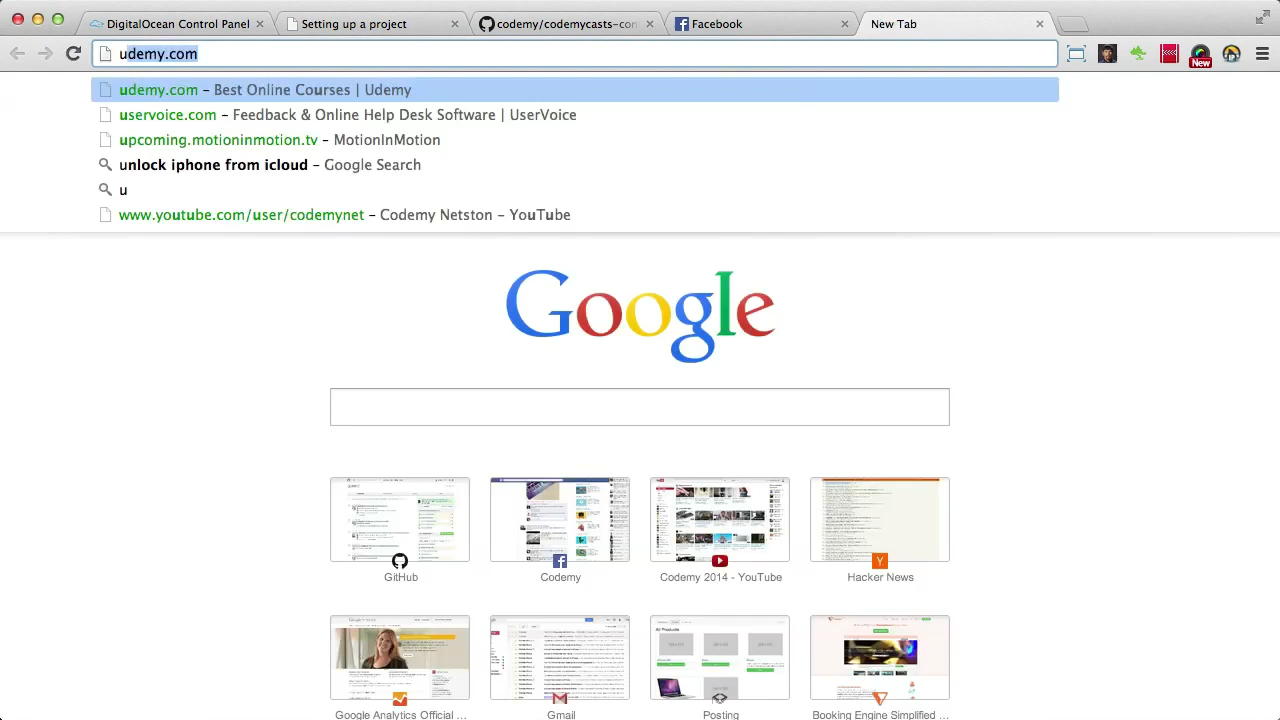 DigitalOcean Control Panel
Setting up a project
codemy/codemycasts-con
Facebook
New Tab
udemy.com
New
udemy.com – Best Online Courses | Udemy
uservoice.com – Feedback & Online Help Desk Software | UserVoice
upcoming.motioninmotion.tv – MotionInMotion
unlock iphone from icloud – Google Search
u
www.youtube.com/user/codemynet – Codemy Netston – YouTube
Google
GitHub
Codemy
Codemy 2014 - YouTube
Hacker News
Google Analytics Official ...
Gmail
Posting
Booking Engine Simplified ...